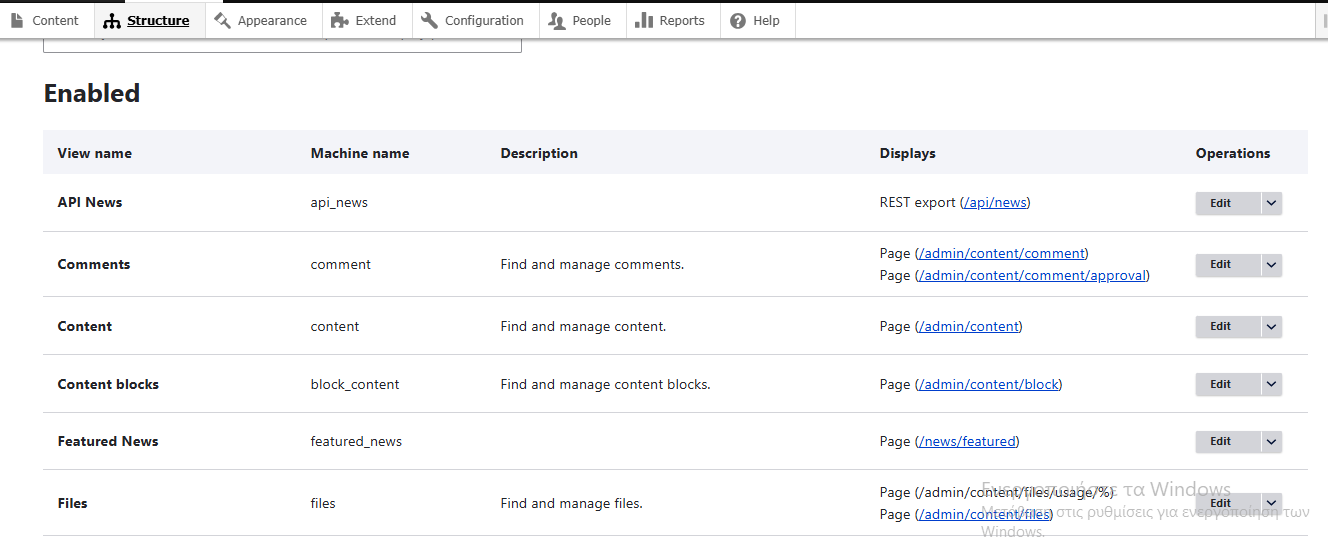 Content Structure Appearance Extend Configuration People Reports Help
Enabled
View name Machine name Description Displays Operations
API News api_news REST export (/api/news) Edit
Comments comment Find and manage comments. Page (/admin/content/comment) Edit
Page (/admin/content/comment/approval)
Content content Find and manage content. Page (/admin/content) Edit
Content blocks block_content Find and manage content blocks. Page (/admin/content/block) Edit
Featured News featured_news Page (/news/featured) Edit
Files files Find and manage files. Page (/admin/content/files/usage/%) Edit
Page (/admin/content/files)
Ενεργοποιήστε τα Windows
Μετάβαση στις ρυθμίσεις για ενεργοποίηση των
Windows.